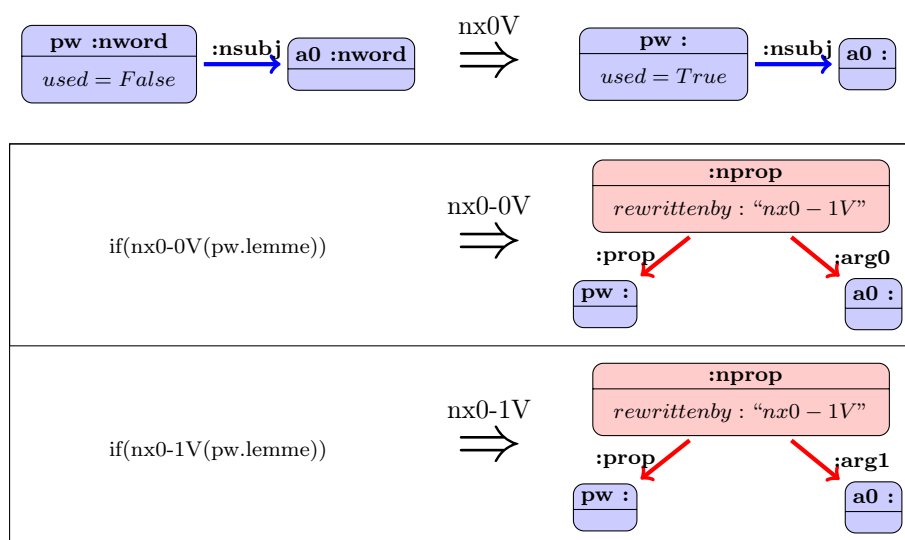 pw :nword
used = False
:nsubj
a0 :nword
nx0V
pw :
used = True
:nsubj
a0 :
if(nx0-0V(pw.lemme))
nx0-0V
:nprop
rewrittenby : “nx0 − 1V”
:prop
:arg0
pw :
a0 :
if(nx0-1V(pw.lemme))
nx0-1V
:nprop
rewrittenby : “nx0 − 1V”
:prop
:arg1
pw :
a0 :